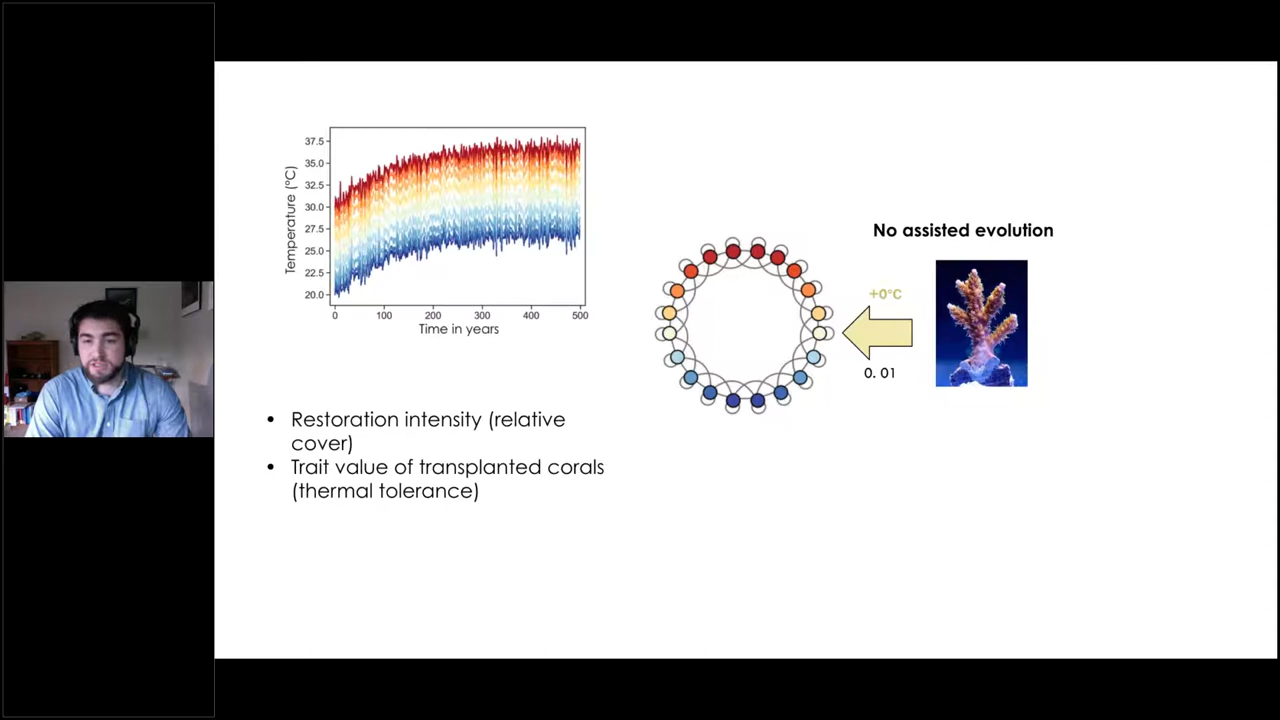 37.5
35.0
32.5
30.0
27.5
25.0
22.5
20.0
Temperature (°C)
0
100
200
300
400
500
Time in years
• Restoration intensity (relative
cover)
• Trait value of transplanted corals
(thermal tolerance)
No assisted evolution
+0°C
0. 01